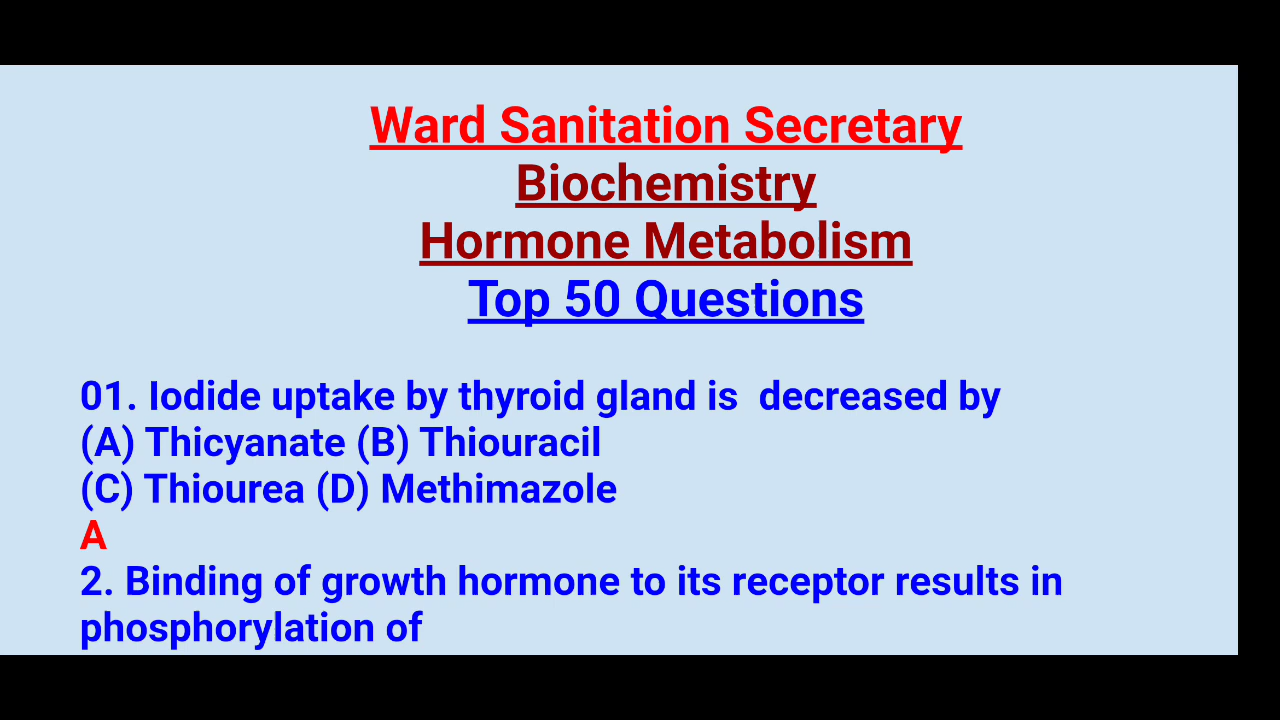 Ward Sanitation Secretary
Biochemistry
Hormone Metabolism
Top 50 Questions
01. Iodide uptake by thyroid gland is  decreased by
(A) Thicyanate (B) Thiouracil
(C) Thiourea (D) Methimazole
A
2. Binding of growth hormone to its receptor results in
phosphorylation of